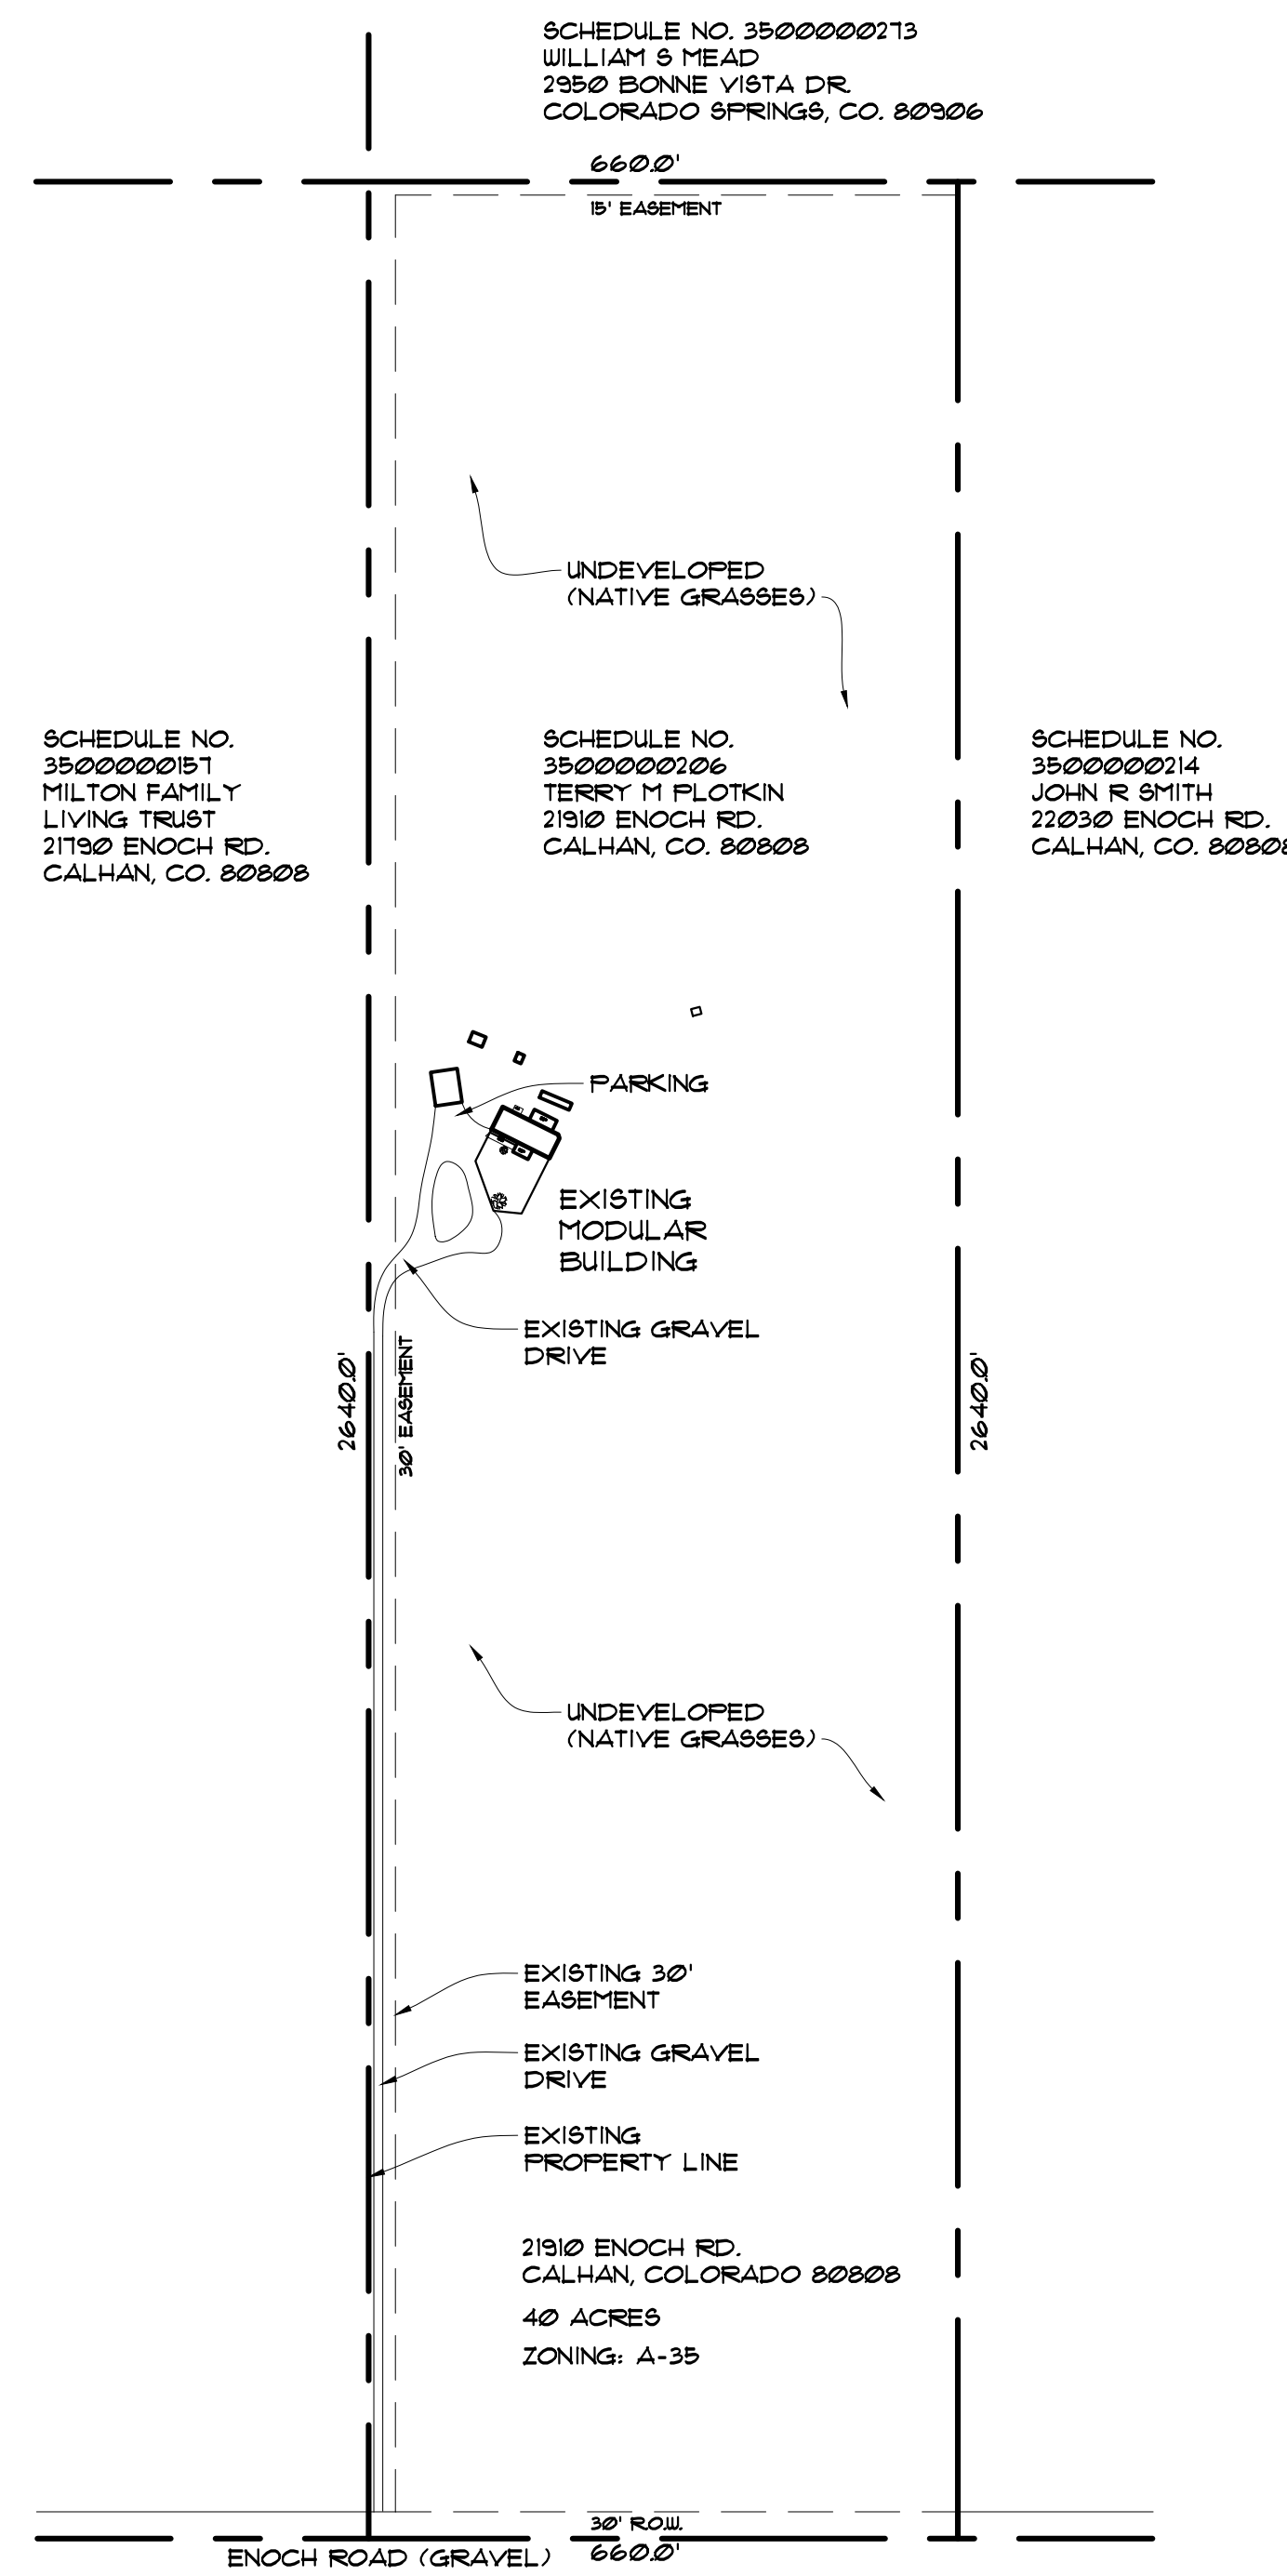 SCHEDULE NO. 3500000273
WILLIAM S MEAD
2950 BONNE VISTA DR.
COLORADO SPRINGS, CO. 80906
660.0'
15' EASEMENT
UNDEVELOPED
(NATIVE GRASSES)
SCHEDULE NO.
3500000157
MILTON FAMILY
LIVING TRUST
21790 ENOCH RD.
CALHAN, CO. 80808
SCHEDULE NO.
3500000206
TERRY M PLOTKIN
21910 ENOCH RD.
CALHAN, CO. 80808
SCHEDULE NO.
3500000214
JOHN R SMITH
22030 ENOCH RD.
CALHAN, CO. 80808
PARKING
EXISTING
MODULAR
BUILDING
EXISTING GRAVEL
DRIVE
2640.0'
30' EASEMENT
2640.0'
UNDEVELOPED
(NATIVE GRASSES)
EXISTING 30'
EASEMENT
EXISTING GRAVEL
DRIVE
EXISTING
PROPERTY LINE
21910 ENOCH RD.
CALHAN, COLORADO 80808
40 ACRES
ZONING: A-35
30' R.O.W.
ENOCH ROAD (GRAVEL)
660.0'